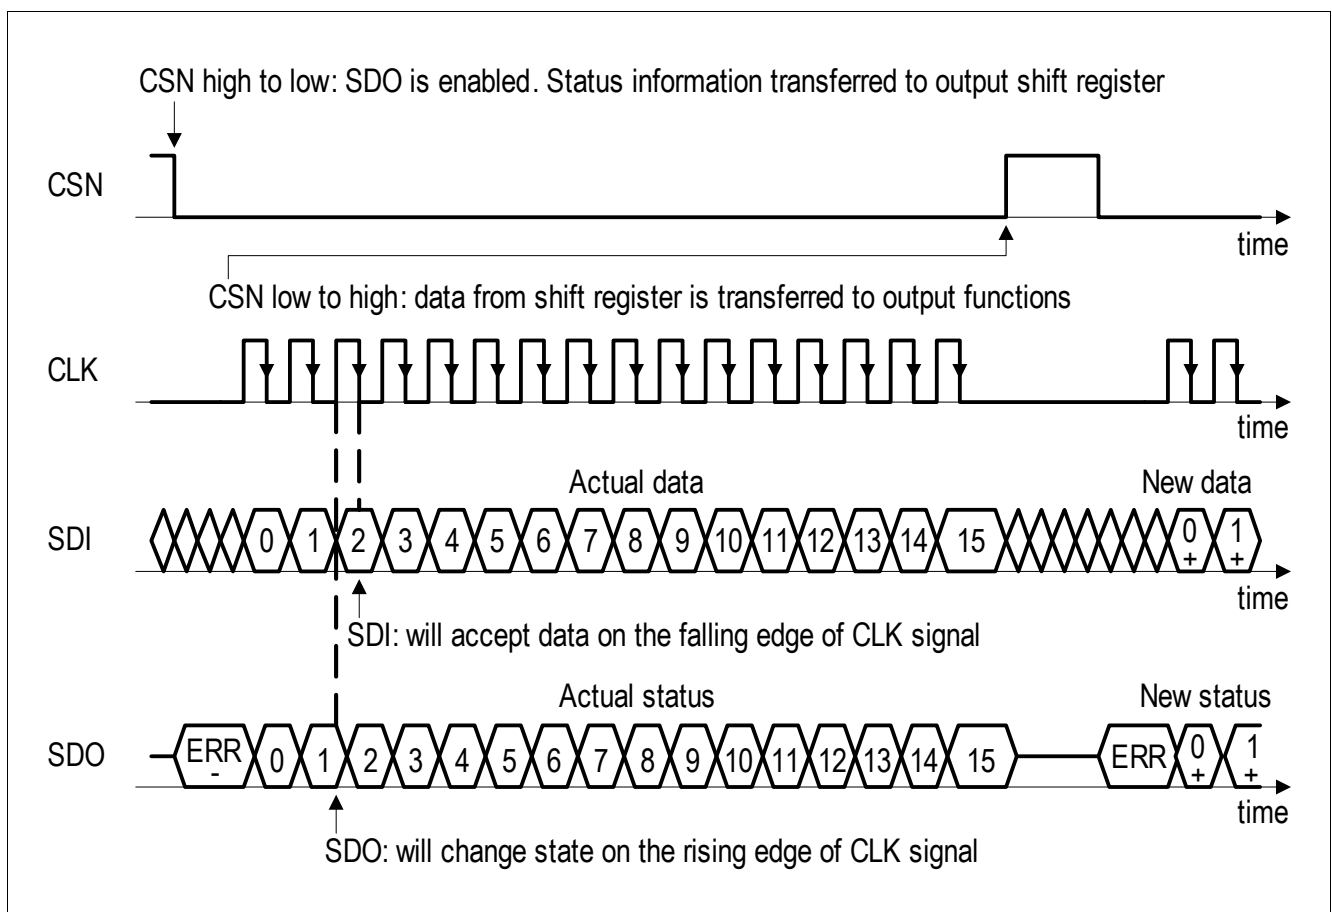 CSN high to low: SDO is enabled. Status information transferred to output shift register
CSN
time
CSN low to high: data from shift register is transferred to output functions
CLK
time
Actual data
New data
SDI
0 1 2 3 4 5 6 7 8 9 10 11 12 13 14 15 0 1
+ +
time
SDI: will accept data on the falling edge of CLK signal
Actual status
New status
SDO
ERR 0 1 2 3 4 5 6 7 8 9 10 11 12 13 14 15 ERR 0 1
- + +
time
SDO: will change state on the rising edge of CLK signal